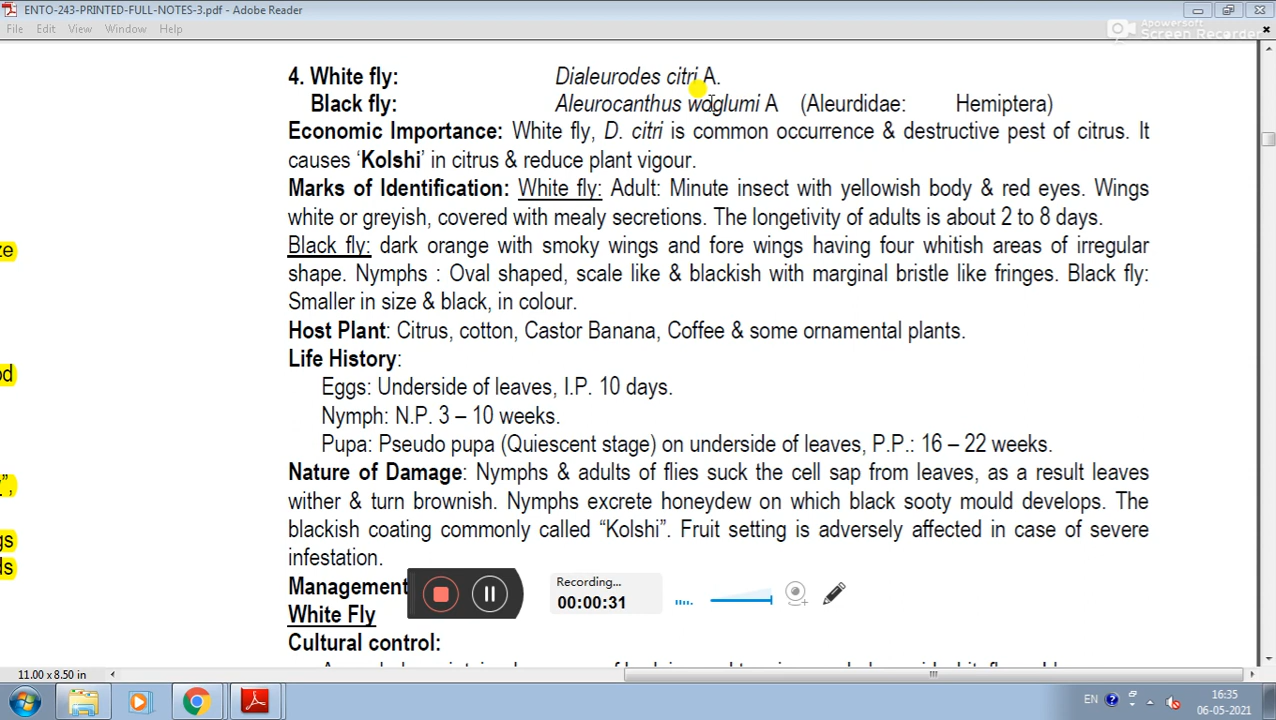 ENTO-243-PRINTED-FULL-NOTES-3.pdf - Adobe Reader
File Edit View Window Help
Apowersoft
Screen Recorder
4. White fly: Dialeurodes citri A.
Black fly: Aleurocanthus woglumi A (Aleurdidae: Hemiptera)
Economic Importance: White fly, D. citri is common occurrence & destructive pest of citrus. It
causes ‘Kolshi’ in citrus & reduce plant vigour.
Marks of Identification: White fly: Adult: Minute insect with yellowish body & red eyes. Wings
white or greyish, covered with mealy secretions. The longetivity of adults is about 2 to 8 days.
Black fly: dark orange with smoky wings and fore wings having four whitish areas of irregular
shape. Nymphs : Oval shaped, scale like & blackish with marginal bristle like fringes. Black fly:
Smaller in size & black, in colour.
Host Plant: Citrus, cotton, Castor Banana, Coffee & some ornamental plants.
Life History:
Eggs: Underside of leaves, I.P. 10 days.
Nymph: N.P. 3 – 10 weeks.
Pupa: Pseudo pupa (Quiescent stage) on underside of leaves, P.P.: 16 – 22 weeks.
Nature of Damage: Nymphs & adults of flies suck the cell sap from leaves, as a result leaves
wither & turn brownish. Nymphs excrete honeydew on which black sooty mould develops. The
blackish coating commonly called “Kolshi”. Fruit setting is adversely affected in case of severe
infestation.
Management
White Fly
Cultural control:
ze
od
”,
gs
ds
Recording...
00:00:31
11.00 x 8.50 in
EN
16:35
06-05-2021